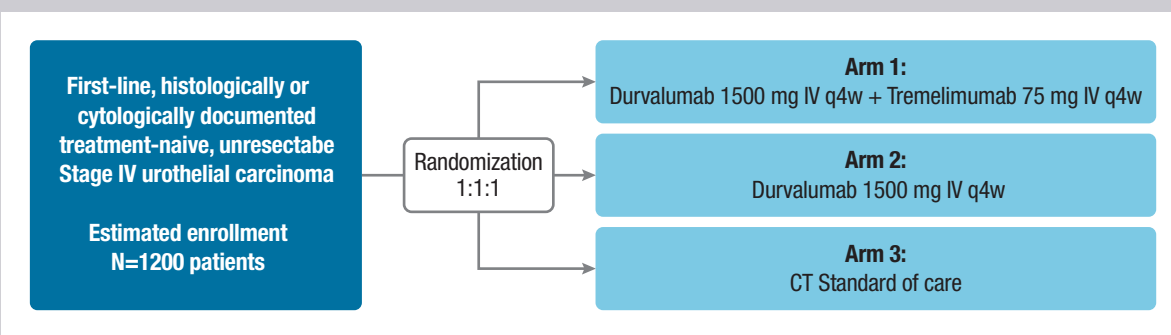 First-line, histologically or
cytologically documented
treatment-naive, unresectabe
Stage IV urothelial carcinoma
Estimated enrollment
N=1200 patients
Randomization
1:1:1
Arm 1:
Durvalumab 1500 mg IV q4w + Tremelimumab 75 mg IV q4w
Arm 2:
Durvalumab 1500 mg IV q4w
Arm 3:
CT Standard of care